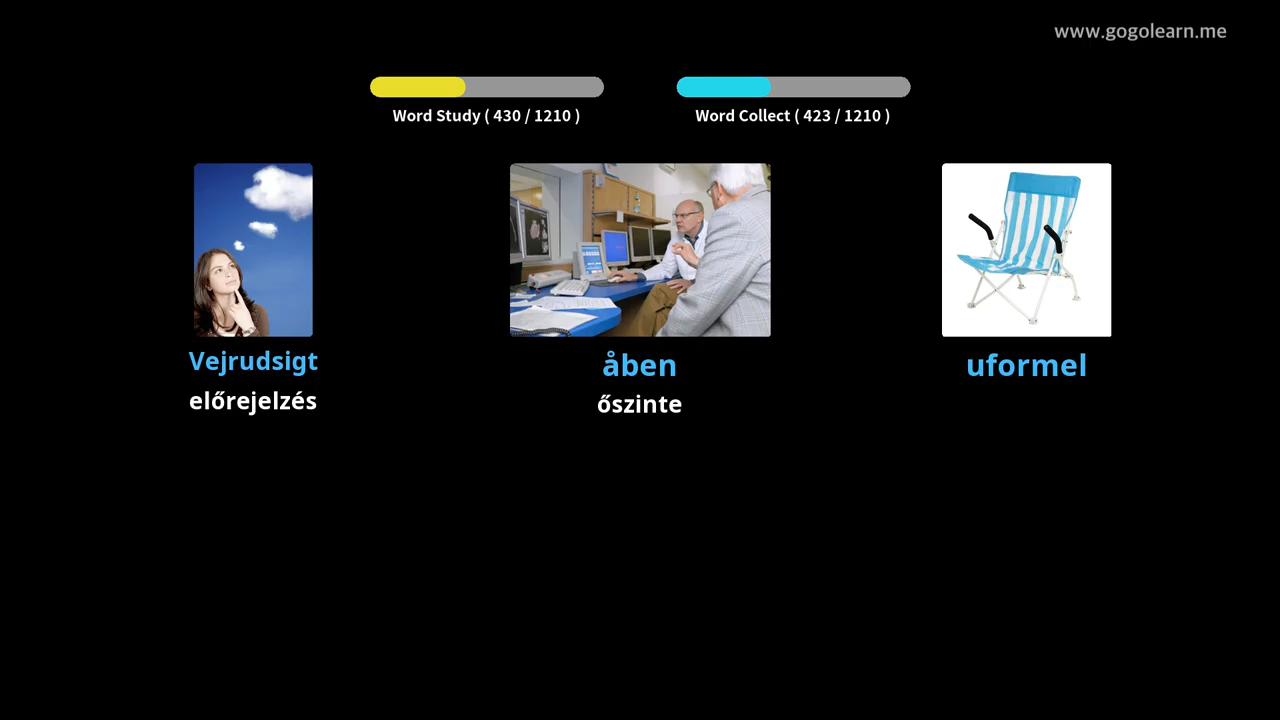 www.gogolearn.me
Word Study ( 430 / 1210 )
Word Collect ( 423 / 1210 )
Vejrudsigt
előrejelzés
åben
őszinte
uformel